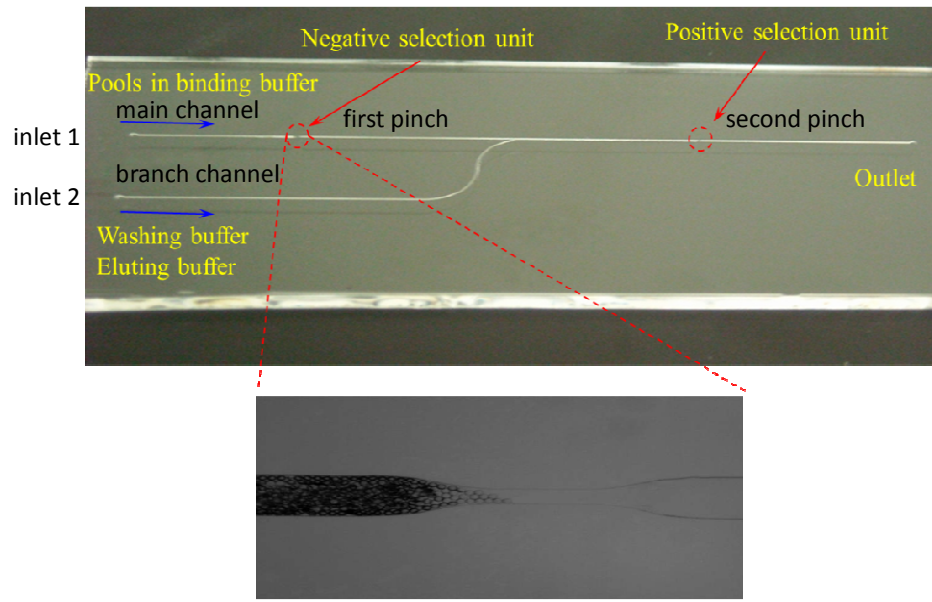 Negative selection unit
Positive selection unit
Pools in binding buffer
main channel
first pinch
second pinch
inlet 1
branch channel
Outlet
inlet 2
Washing buffer
Eluting buffer